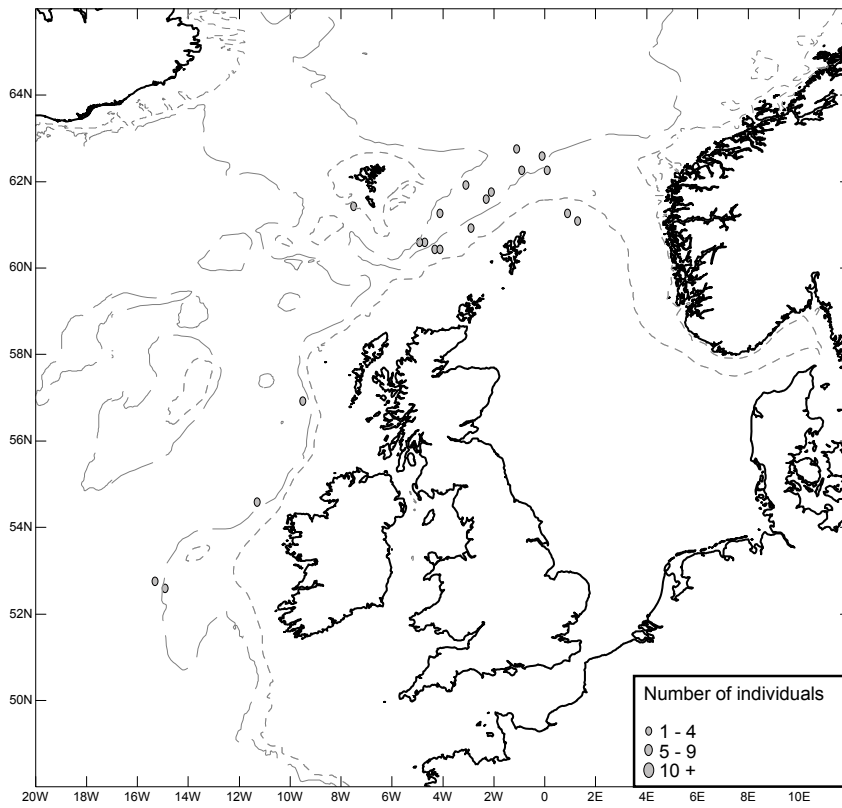 64N
62N
60N
58N
56N
54N
52N
50N
Number of individuals
1 - 4
5 - 9
10 +
20W 18W 16W 14W 12W 10W 8W 6W 4W 2W 0 2E 4E 6E 8E 10E